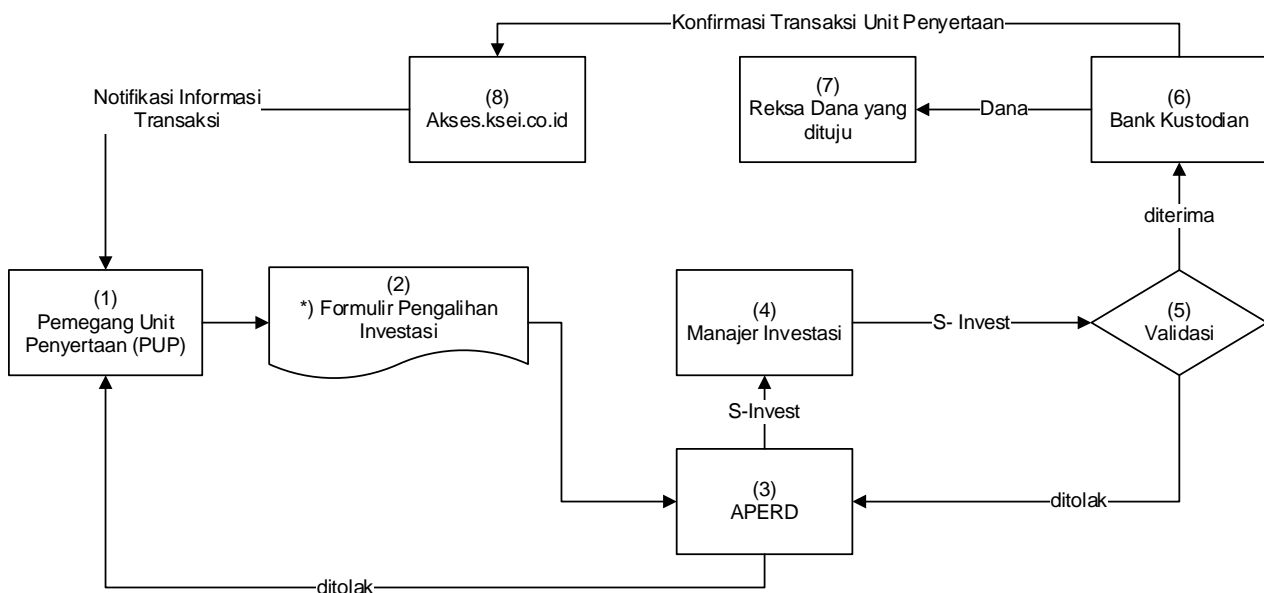 Konfirmasi Transaksi Unit Penyertaan
Notifikasi Informasi
Transaksi
(8)
Akses.ksei.co.id
(7)
Reksa Dana yang
dituju
Dana
(6)
Bank Kustodian
diterima
(1)
Pemegang Unit
Penyertaan (PUP)
(2)
*) Formulir Pengalihan
Investasi
(4)
Manajer Investasi
S- Invest
(5)
Validasi
S-Invest
(3)
APERD
ditolak
ditolak